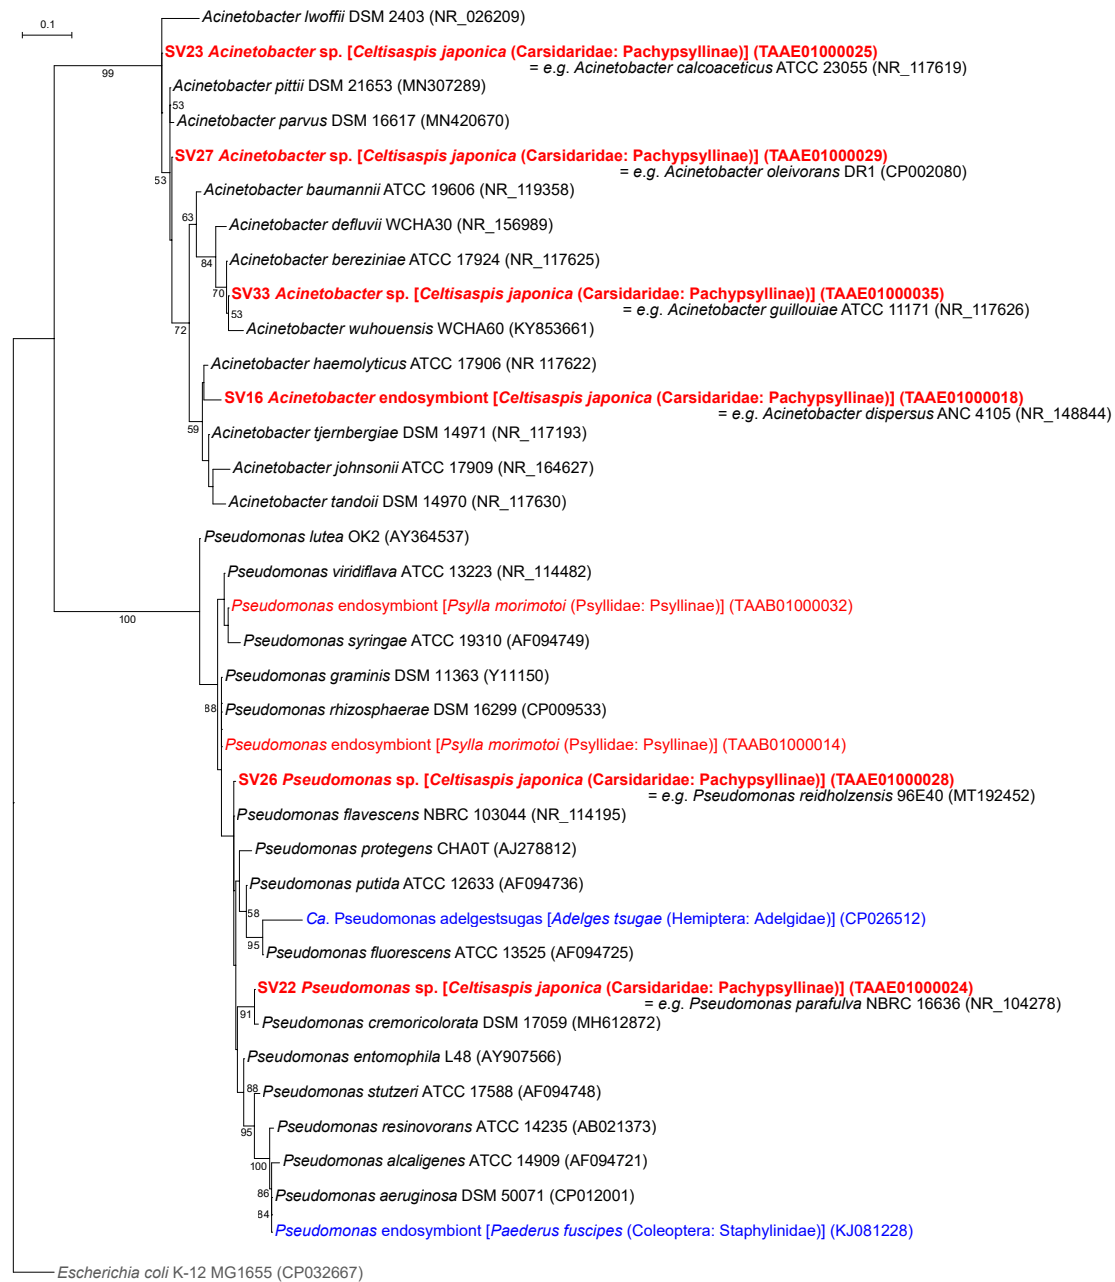 0.1
Acinetobacter lwoffii DSM 2403 (NR_026209)
SV23 Acinetobacter sp. [Celtisaspis japonica (Carsidaridae: Pachypsyllinae)] (TAAE01000025)
= e.g. Acinetobacter calcoaceticus ATCC 23055 (NR_117619)
99
Acinetobacter pittii DSM 21653 (MN307289)
53
Acinetobacter parvus DSM 16617 (MN420670)
SV27 Acinetobacter sp. [Celtisaspis japonica (Carsidaridae: Pachypsyllinae)] (TAAE01000029)
= e.g. Acinetobacter oleivorans DR1 (CP002080)
53
Acinetobacter baumannii ATCC 19606 (NR_119358)
63
Acinetobacter defluvii WCHA30 (NR_156989)
84
Acinetobacter bereziniae ATCC 17924 (NR_117625)
70
SV33 Acinetobacter sp. [Celtisaspis japonica (Carsidaridae: Pachypsyllinae)] (TAAE01000035)
= e.g. Acinetobacter guillouiae ATCC 11171 (NR_117626)
53
72
Acinetobacter wuhouensis WCHA60 (KY853661)
Acinetobacter haemolyticus ATCC 17906 (NR 117622)
SV16 Acinetobacter endosymbiont [Celtisaspis japonica (Carsidaridae: Pachypsyllinae)] (TAAE01000018)
= e.g. Acinetobacter dispersus ANC 4105 (NR_148844)
59
Acinetobacter tjernbergiae DSM 14971 (NR_117193)
Acinetobacter johnsonii ATCC 17909 (NR_164627)
Acinetobacter tandoii DSM 14970 (NR_117630)
Pseudomonas lutea OK2 (AY364537)
Pseudomonas viridiflava ATCC 13223 (NR_114482)
Pseudomonas endosymbiont [Psylla morimotoi (Psyllidae: Psyllinae)] (TAAB01000032)
100
Pseudomonas syringae ATCC 19310 (AF094749)
Pseudomonas graminis DSM 11363 (Y11150)
88
Pseudomonas rhizosphaerae DSM 16299 (CP009533)
Pseudomonas endosymbiont [Psylla morimotoi (Psyllidae: Psyllinae)] (TAAB01000014)
SV26 Pseudomonas sp. [Celtisaspis japonica (Carsidaridae: Pachypsyllinae)] (TAAE01000028)
= e.g. Pseudomonas reidholzensis 96E40 (MT192452)
Pseudomonas flavescens NBRC 103044 (NR_114195)
Pseudomonas protegens CHA0T (AJ278812)
Pseudomonas putida ATCC 12633 (AF094736)
58
Ca. Pseudomonas adelgestsugas [Adelges tsugae (Hemiptera: Adelgidae)] (CP026512)
95
Pseudomonas fluorescens ATCC 13525 (AF094725)
SV22 Pseudomonas sp. [Celtisaspis japonica (Carsidaridae: Pachypsyllinae)] (TAAE01000024)
= e.g. Pseudomonas parafulva NBRC 16636 (NR_104278)
91
Pseudomonas cremoricolorata DSM 17059 (MH612872)
Pseudomonas entomophila L48 (AY907566)
88
Pseudomonas stutzeri ATCC 17588 (AF094748)
95
Pseudomonas resinovorans ATCC 14235 (AB021373)
100
Pseudomonas alcaligenes ATCC 14909 (AF094721)
86
Pseudomonas aeruginosa DSM 50071 (CP012001)
84
Pseudomonas endosymbiont [Paederus fuscipes (Coleoptera: Staphylinidae)] (KJ081228)
Escherichia coli K-12 MG1655 (CP032667)